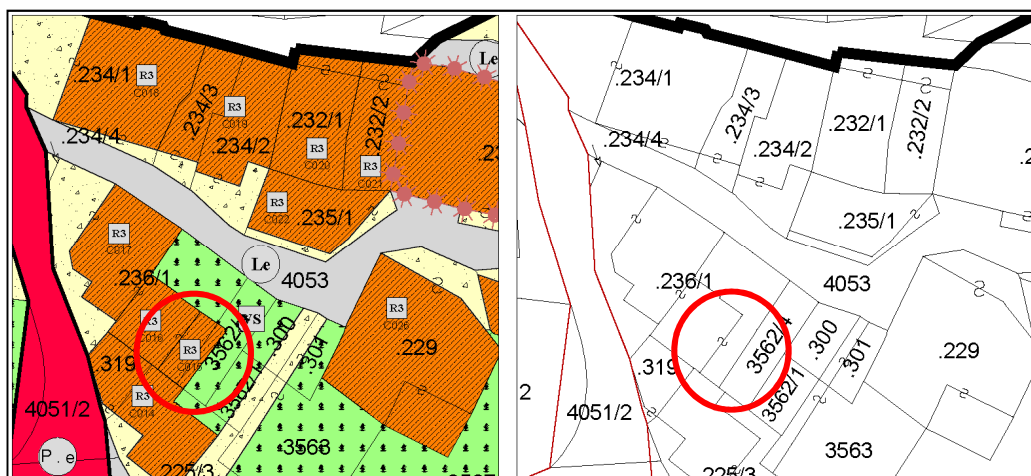 Le
.234/1
R3
C018
.234/3
R3
C019
.232/1
.232/2
.234/4
.234/2
R3
C020
R3
C021
R3
C022
.235/1
R3
C017
Le
.236/1
4053
R3
C016
VS
R3
C026
R3
C015
.300
.301
.229
.319
R3
C014
4051/2
3563
P.e
.225/3
.234/1
.234/3
.232/1
.232/2
.234/4
.234/2
.235/1
.236/1
4053
3562/4
.300
.301
.229
.319
3562/1
2
4051/2
3563
.225/3